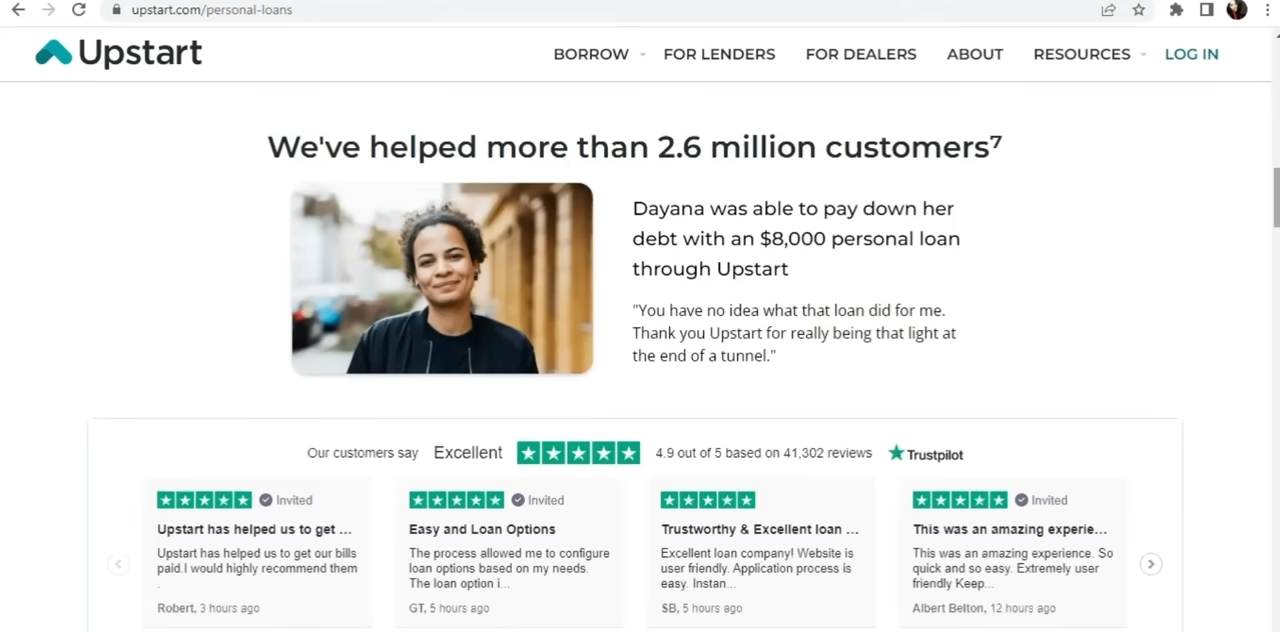 upstart.com/personal-loans
Upstart
BORROW FOR LENDERS FOR DEALERS ABOUT RESOURCES LOG IN
We've helped more than 2.6 million customers⁷
Dayana was able to pay down her
debt with an $8,000 personal loan
through Upstart
"You have no idea what that loan did for me.
Thank you Upstart for really being that light at
the end of a tunnel."
Our customers say Excellent 4.9 out of 5 based on 41,302 reviews Trustpilot
Invited
Upstart has helped us to get ...
Upstart has helped us to get our bills
paid.I would highly recommend them
.
Robert, 3 hours ago
Invited
Easy and Loan Options
The process allowed me to configure
loan options based on my needs.
The loan option i...
GT, 5 hours ago
Trustworthy & Excellent loan ...
Excellent loan company! Website is
user friendly. Application process is
easy. Instan...
SB, 5 hours ago
Invited
This was an amazing experie...
This was an amazing experience. So
quick and so easy. Extremely user
friendly Keep...
Albert Belton, 12 hours ago